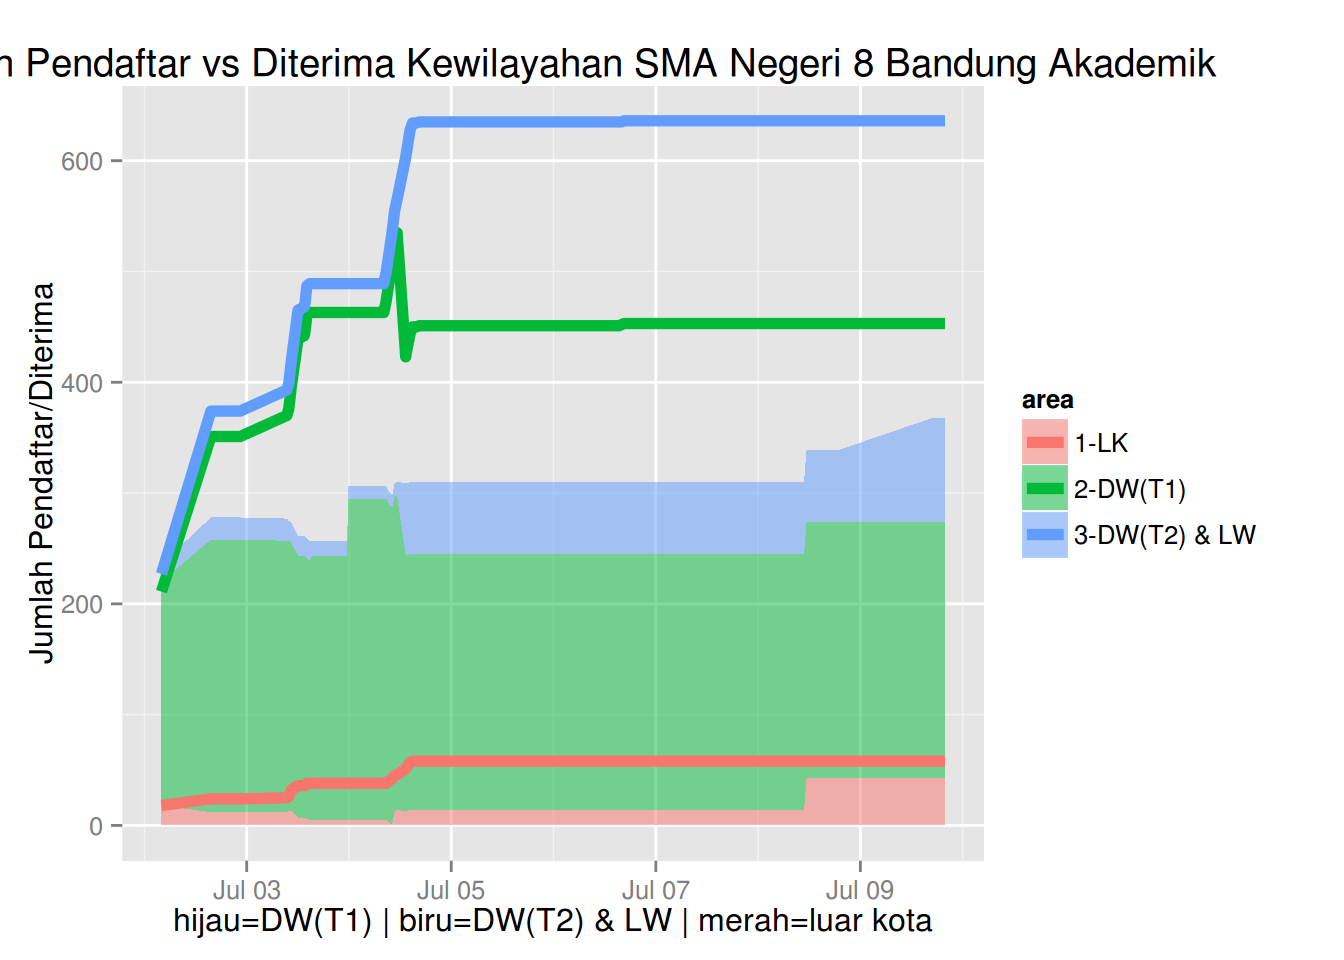 Pendaftar vs Diterima Kewilayahan SMA Negeri 8 Bandung Akademik
Jumlah Pendaftar/Diterima
600
400
200
0
Jul 03
Jul 05
Jul 07
Jul 09
hijau=DW(T1) | biru=DW(T2) & LW | merah=luar kota
area
1-LK
2-DW(T1)
3-DW(T2) & LW